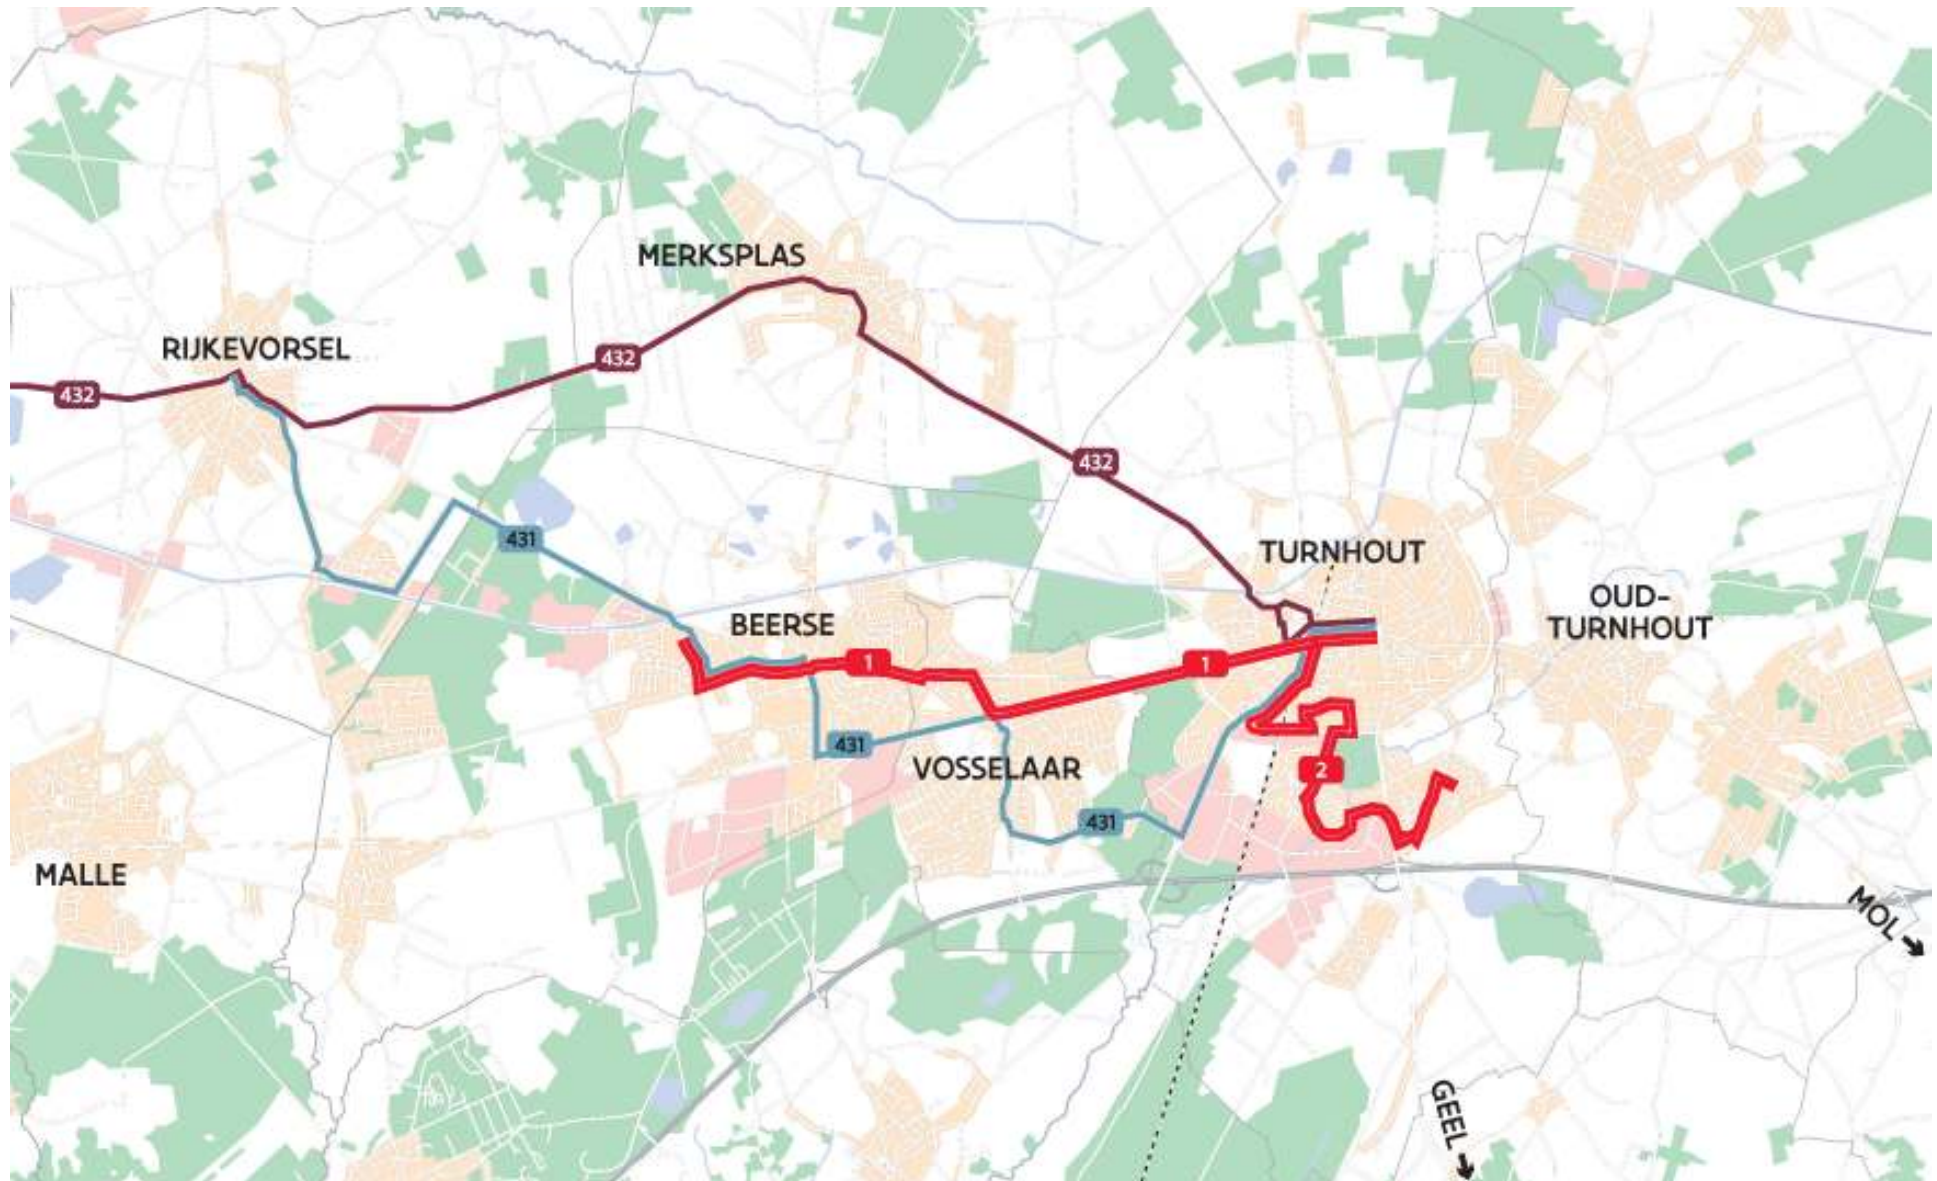 MERKSPLAS
RIJKEVORSEL
432
432
432
431
TURNHOUT
OUD-
TURNHOUT
BEERSE
1
1
431
VOSSELAAR
2
431
MALLE
MOL
GEEL